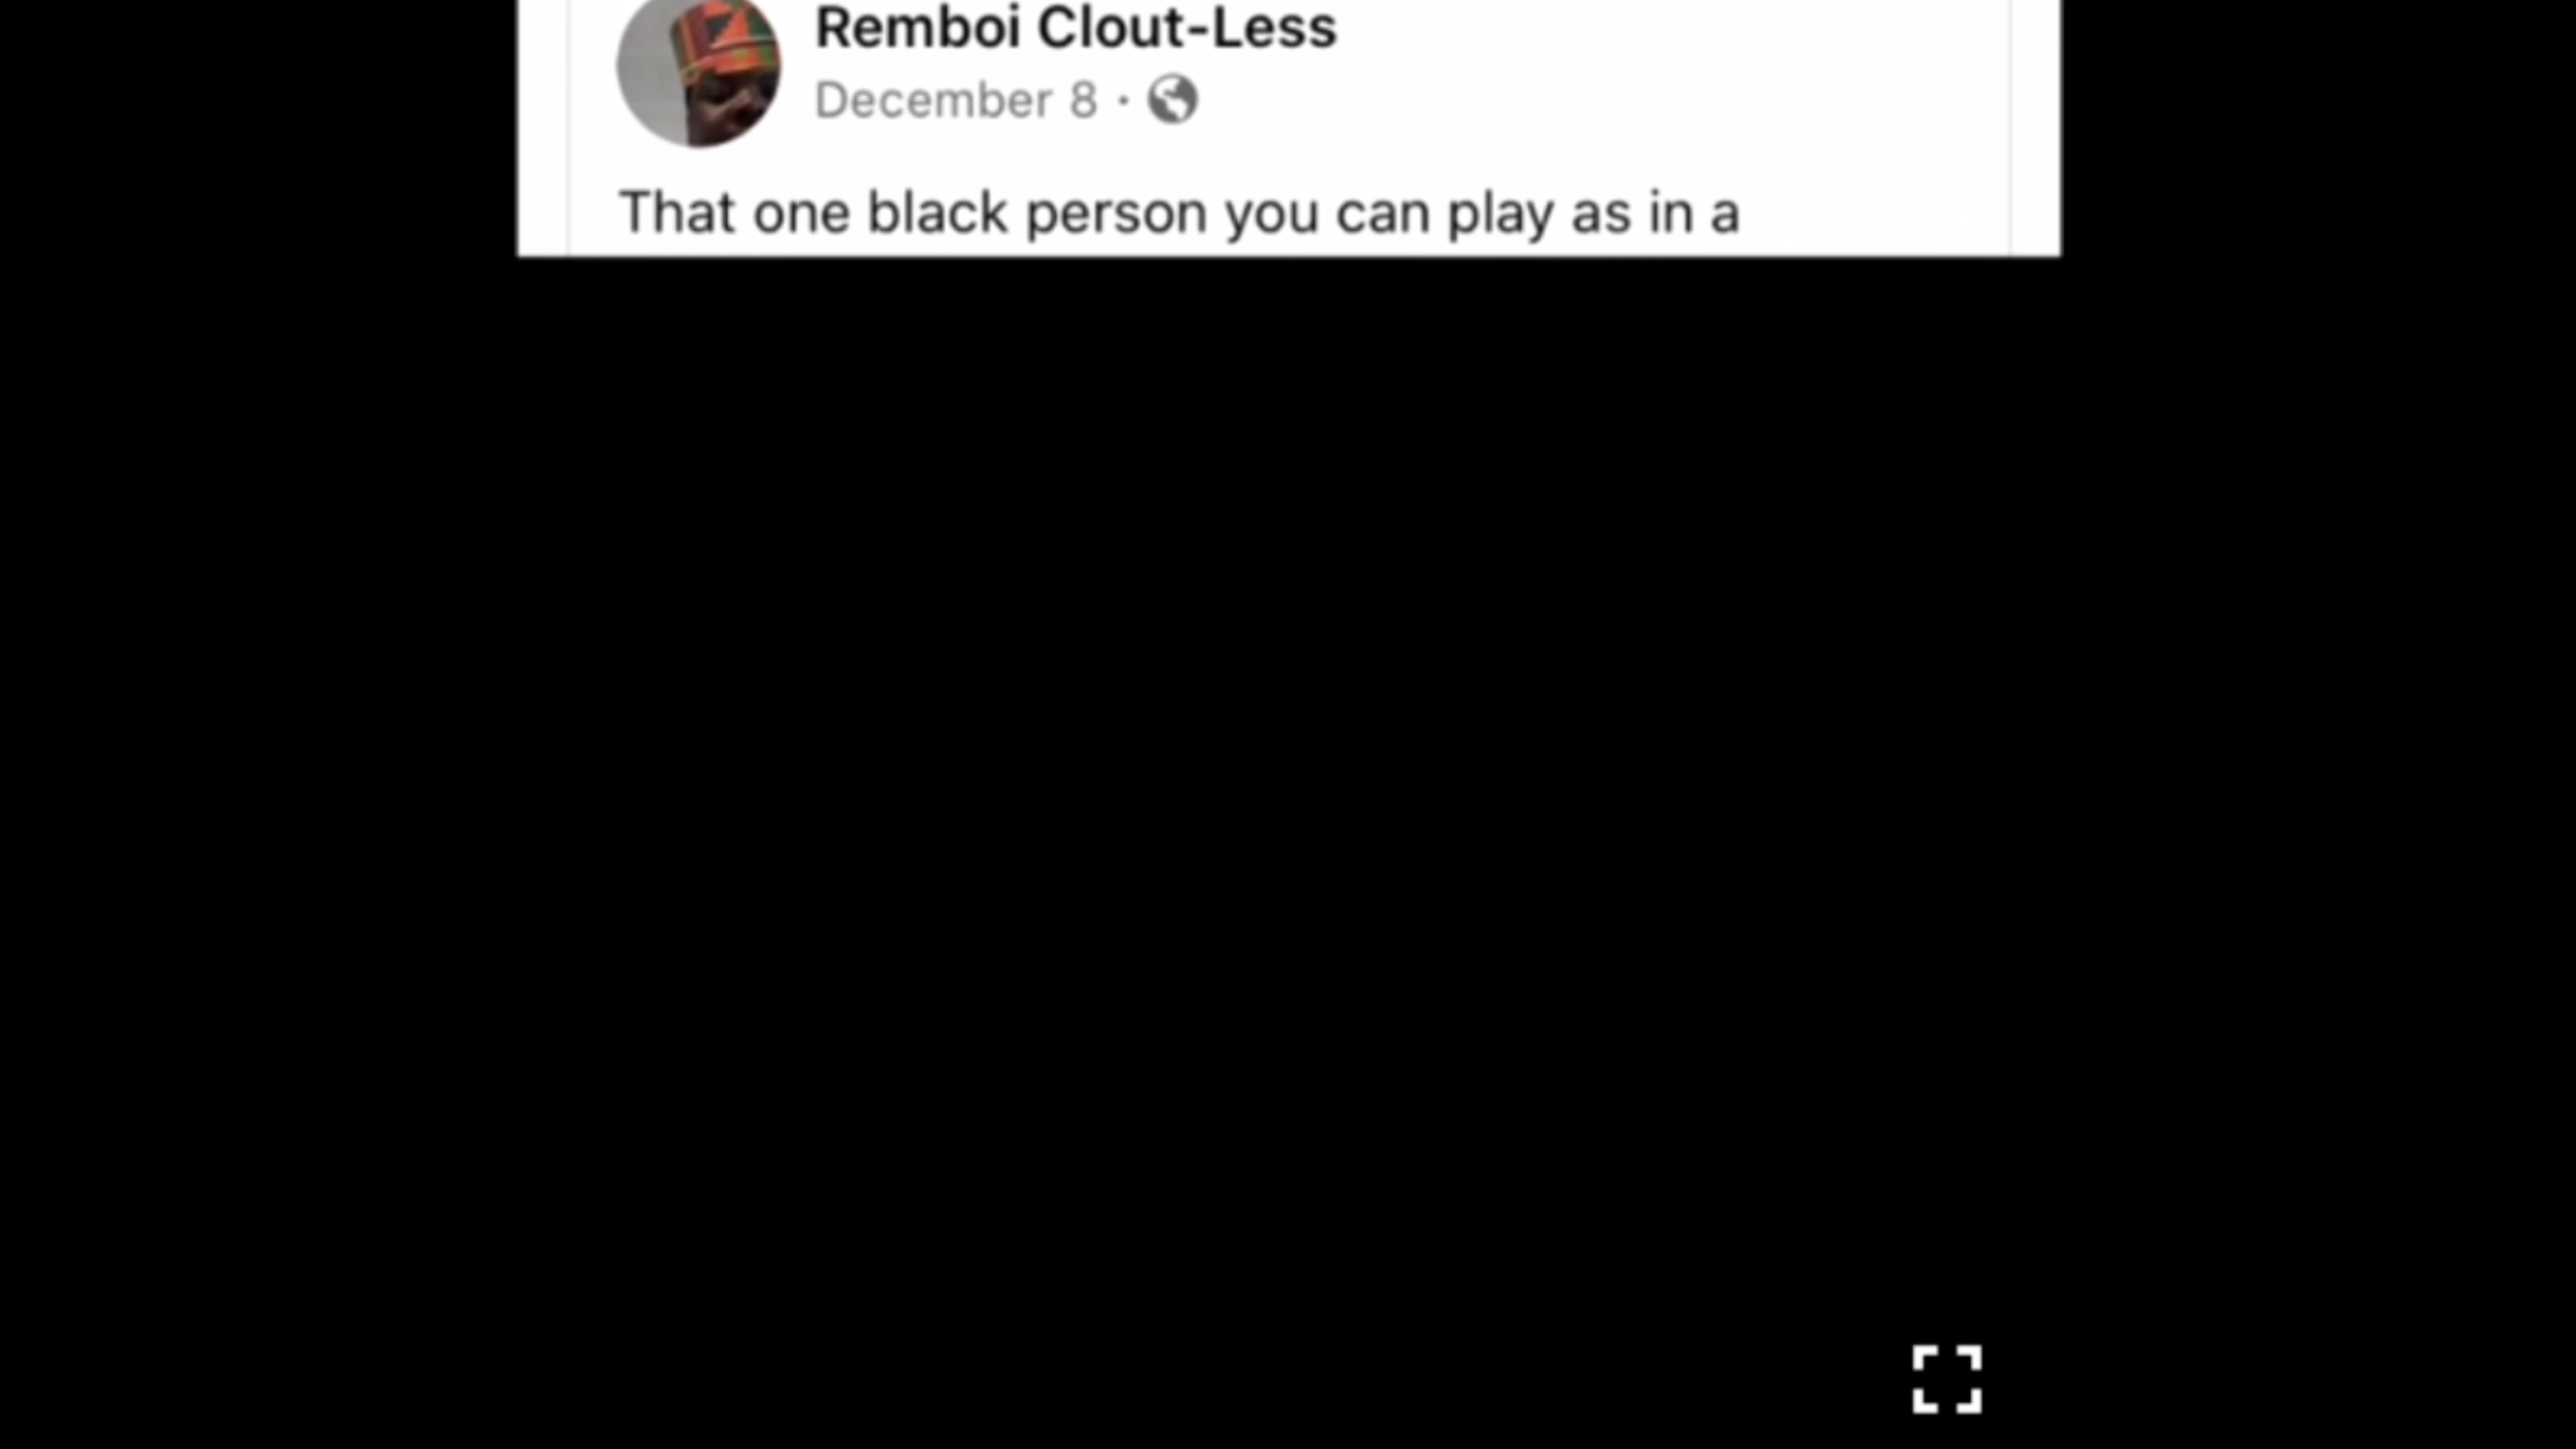 Remboi Clout-Less
December 8 ·
That one black person you can play as in a